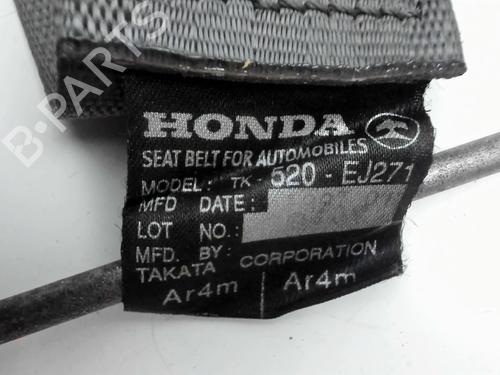 B-PARTS
HONDA
SEAT BELT FOR AUTOMOBILES
MODEL: TK-520-EJ271
MFD DATE:
LOT NO.:
MFD. BY:
TAKATA CORPORATION
Ar4m | Ar4m